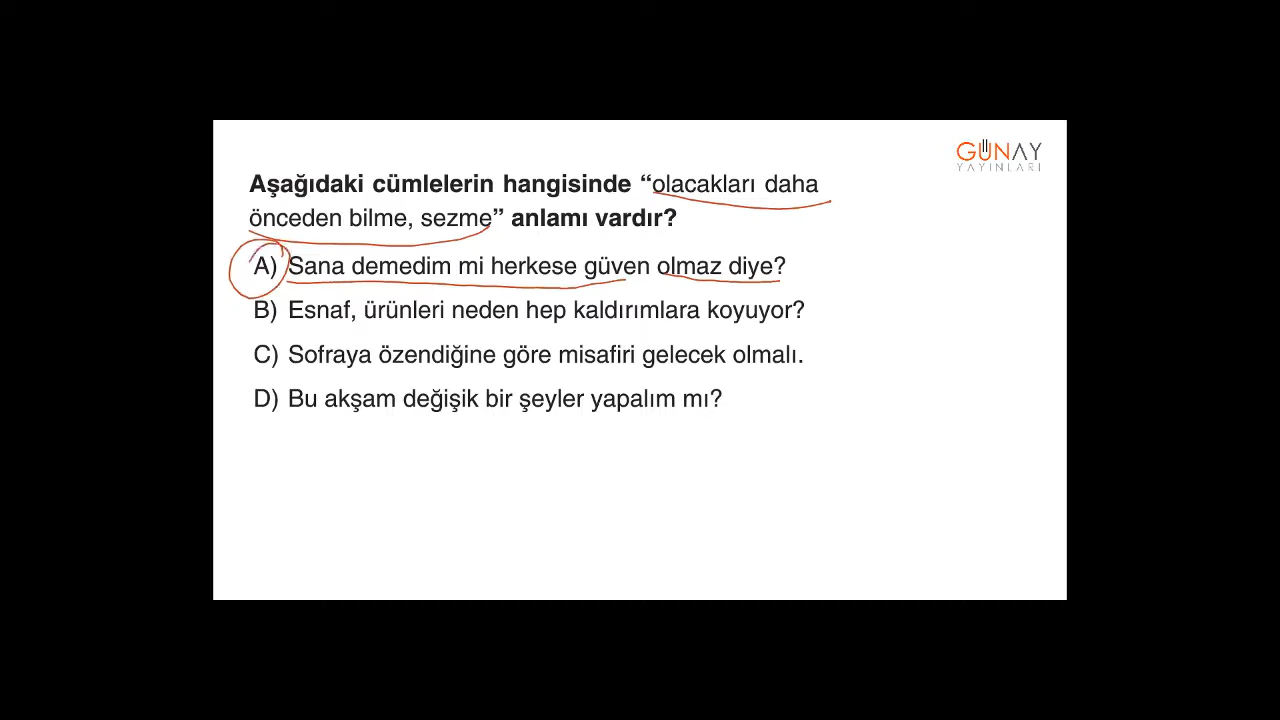 GÜNAY
YAYINLARI
Aşağıdaki cümlelerin hangisinde “olacakları daha
önceden bilme, sezme” anlamı vardır?
A) Sana demedim mi herkese güven olmaz diye?
B) Esnaf, ürünleri neden hep kaldırımlara koyuyor?
C) Sofraya özendiğine göre misafiri gelecek olmalı.
D) Bu akşam değişik bir şeyler yapalım mı?